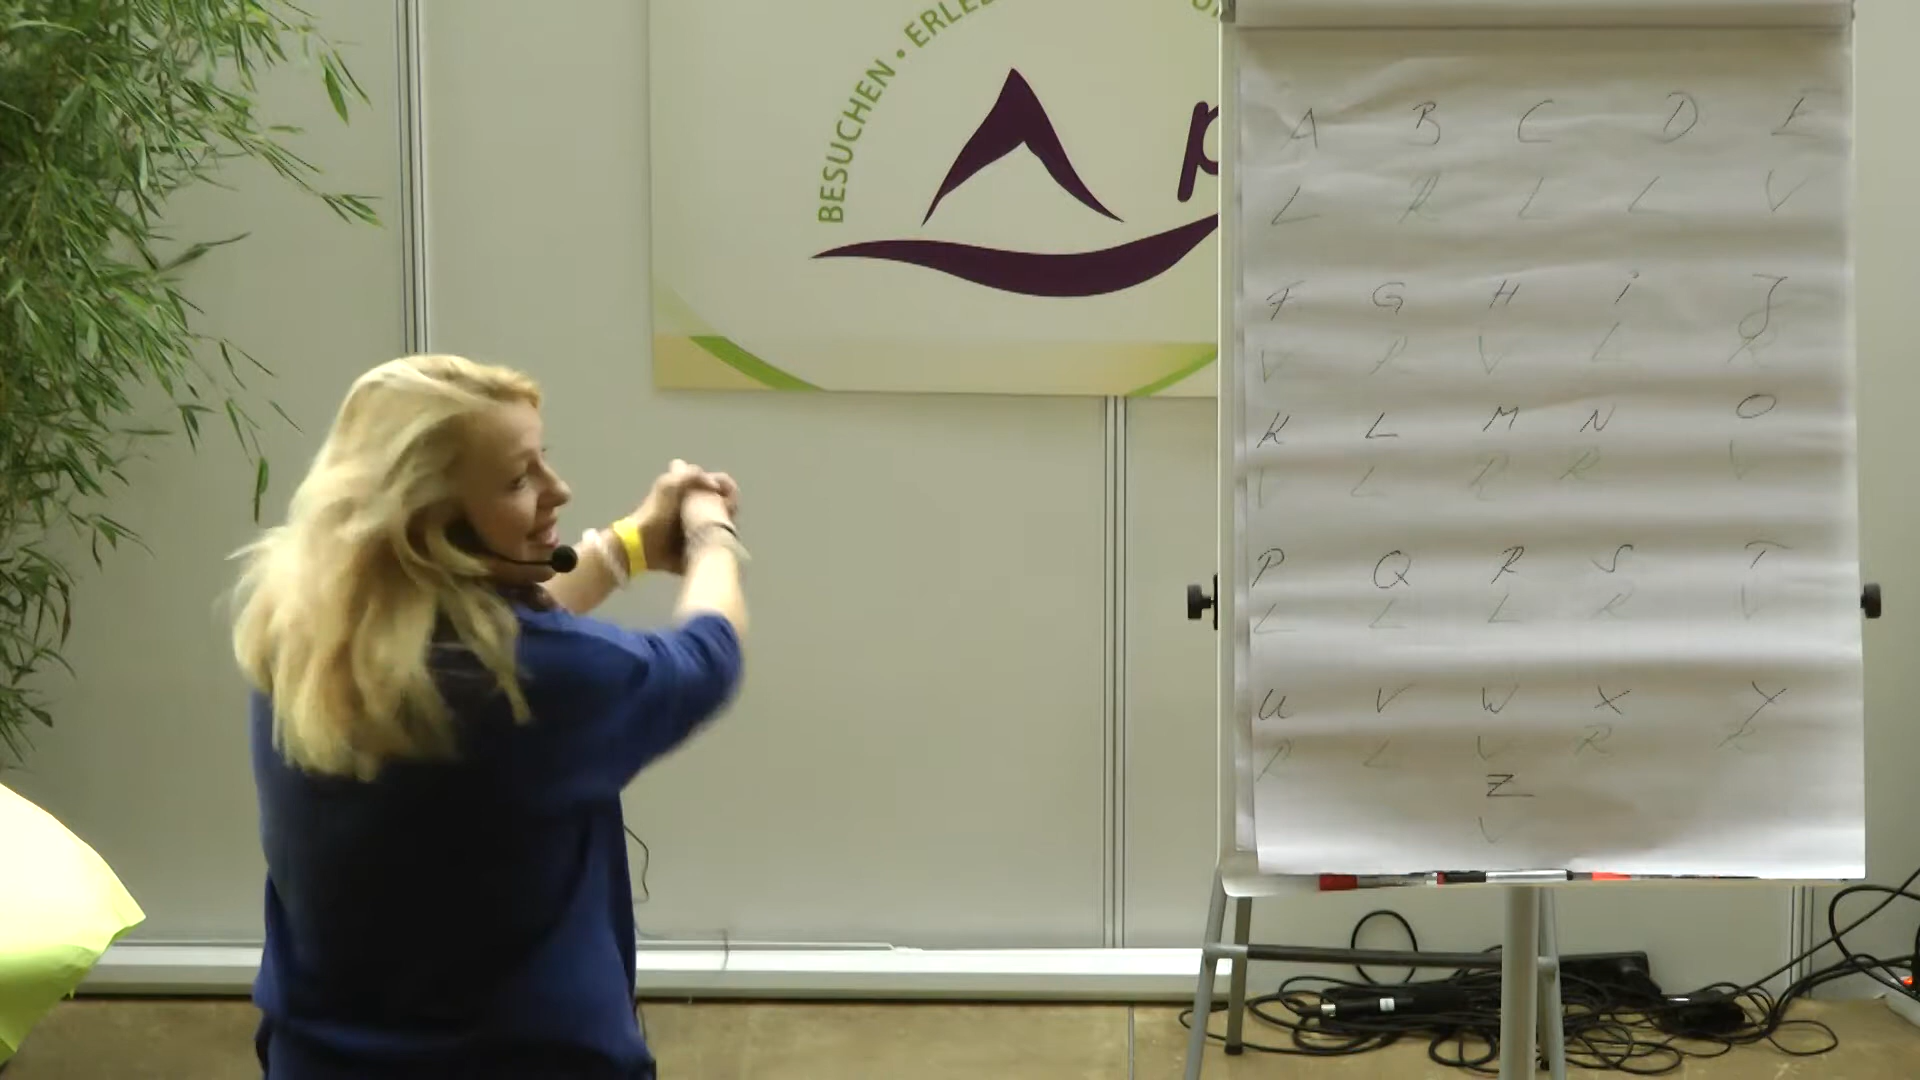 BESUCHEN • ERLE
A B C D E
L R L L V
F G H i J
V R V L R
K L M N O
L R R V
P Q R S T
L L L R V
U V W X Y
R L V R R
Z
V